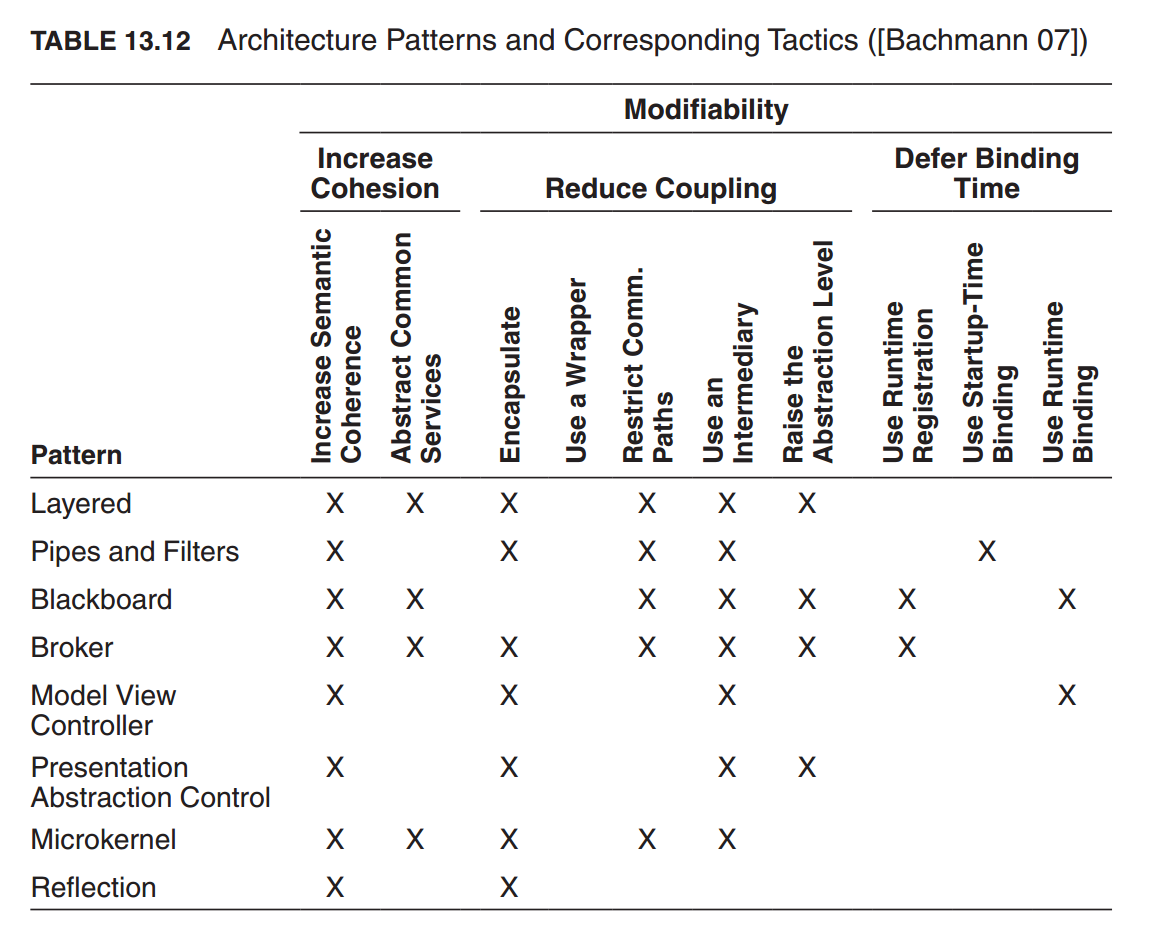 TABLE 13.12 Architecture Patterns and Corresponding Tactics ([Bachmann 07])
Modifiability
Increase Cohesion
Reduce Coupling
Defer Binding Time
Pattern
Increase Semantic Coherence
Abstract Common Services
Encapsulate
Use a Wrapper
Restrict Comm. Paths
Use an Intermediary
Raise the Abstraction Level
Use Runtime Registration
Use Startup-Time Binding
Use Runtime Binding
Layered X X X X X X
Pipes and Filters X X X X X
Blackboard X X X X X X X
Broker X X X X X X X
Model View Controller X X X X
Presentation Abstraction Control X X X X
Microkernel X X X X X
Reflection X X